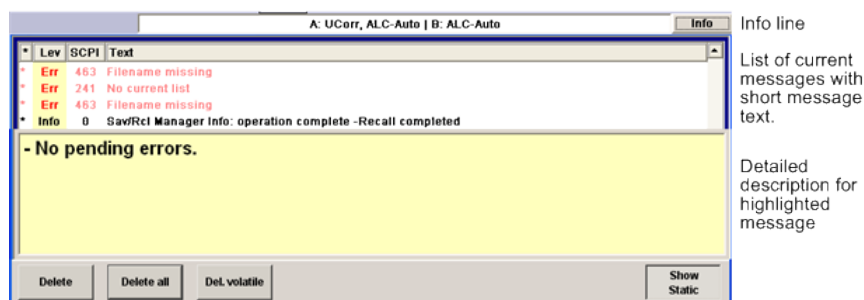 A: UCorr, ALC-Auto | B: ALC-Auto
Info
Info line
* Lev SCPI Text
* Err 463 Filename missing
* Err 241 No current list
* Err 463 Filename missing
* Info 0 Sav/Rcl Manager Info: operation complete -Recall completed
List of current
messages with
short message
text.
- No pending errors.
Detailed
description for
highlighted
message
Delete
Delete all
Del. volatile
Show
Static